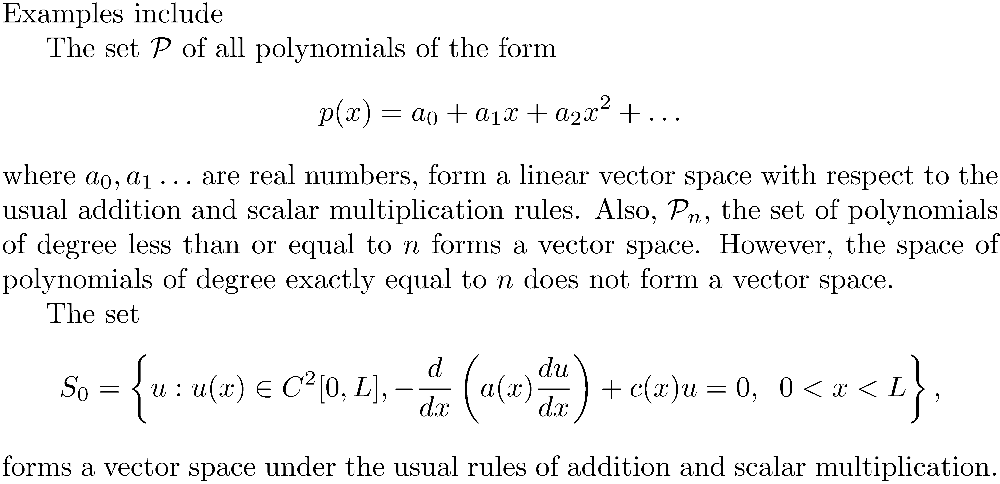 Examples include
The set $\mathcal{P}$ of all polynomials of the form
$p(x) = a_0 + a_1 x + a_2 x^2 + \ldots$
where $a_0, a_1 \ldots$ are real numbers, form a linear vector space with respect to the
usual addition and scalar multiplication rules. Also, $\mathcal{P}_n$, the set of polynomials
of degree less than or equal to $n$ forms a vector space. However, the space of
polynomials of degree exactly equal to $n$ does not form a vector space.
The set
$S_0 = \left\{ u : u(x) \in C^2[0, L], -\frac{d}{dx} \left( a(x) \frac{du}{dx} \right) + c(x)u = 0, \ \ 0 < x < L \right\},$
forms a vector space under the usual rules of addition and scalar multiplication.